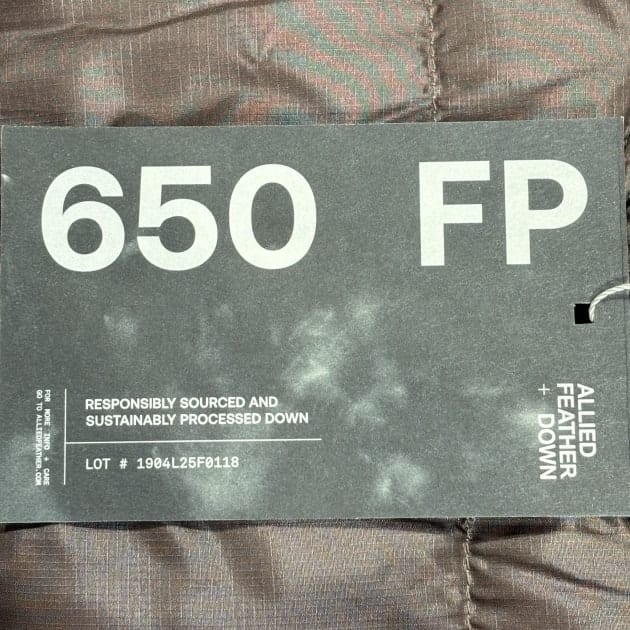 650 FP
RESPONSIBLY SOURCED AND
SUSTAINABLY PROCESSED DOWN
LOT # 1904L25F0118
FOR MORE INFO + CARE
GO TO ALLIEDFEATHER.COM
ALLIED
FEATHER
+ DOWN